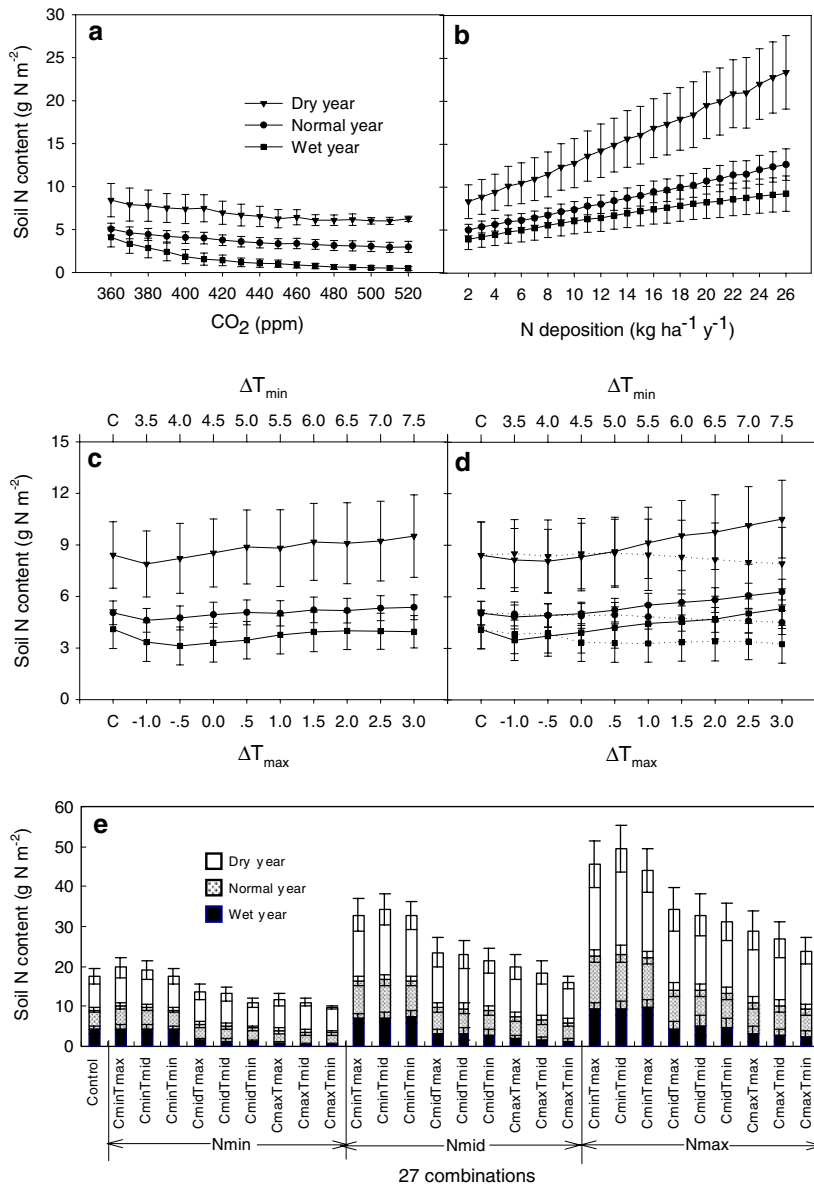 a
b
30
25
20
15
10
5
0
Soil N content (g N m-2)
Dry year
Normal year
Wet year
360 380 400 420 440 460 480 500 520
CO2 (ppm)
2 4 6 8 10 12 14 16 18 20 22 24 26
N deposition (kg ha-1 y-1)
ΔTmin
ΔTmin
C 3.5 4.0 4.5 5.0 5.5 6.0 6.5 7.0 7.5
C 3.5 4.0 4.5 5.0 5.5 6.0 6.5 7.0 7.5
c
d
15
12
9
6
3
0
Soil N content (g N m-2)
C -1.0 -.5 0.0 .5 1.0 1.5 2.0 2.5 3.0
C -1.0 -.5 0.0 .5 1.0 1.5 2.0 2.5 3.0
ΔTmax
ΔTmax
e
60
50
40
30
20
10
0
Soil N content (g N m-2)
Dry year
Normal year
Wet year
Control
CminTmax
CminTmid
CminTmin
CmidTmax
CmidTmid
CmidTmin
CmaxTmax
CmaxTmid
CmaxTmin
CminTmax
CminTmid
CminTmin
CmidTmax
CmidTmid
CmidTmin
CmaxTmax
CmaxTmid
CmaxTmin
CminTmax
CminTmid
CminTmin
CmidTmax
CmidTmid
CmidTmin
CmaxTmax
CmaxTmid
CmaxTmin
Nmin Nmid Nmax
27 combinations